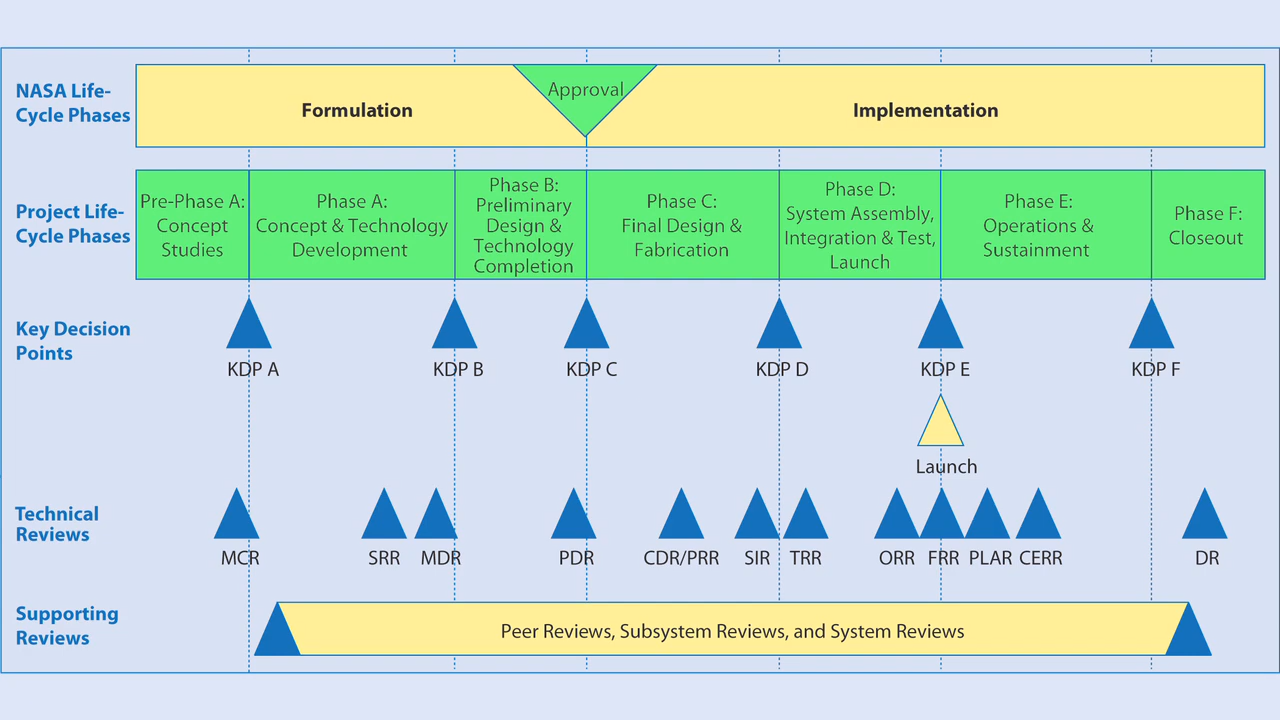 NASA Life-
Cycle Phases
Formulation
Approval
Implementation
Project Life-
Cycle Phases
Pre-Phase A:
Concept
Studies
Phase A:
Concept & Technology
Development
Phase B:
Preliminary
Design &
Technology
Completion
Phase C:
Final Design &
Fabrication
Phase D:
System Assembly,
Integration & Test,
Launch
Phase E:
Operations &
Sustainment
Phase F:
Closeout
Key Decision
Points
KDP A
KDP B
KDP C
KDP D
KDP E
KDP F
Launch
Technical
Reviews
MCR
SRR
MDR
PDR
CDR/PRR
SIR
TRR
ORR
FRR
PLAR
CERR
DR
Supporting
Reviews
Peer Reviews, Subsystem Reviews, and System Reviews